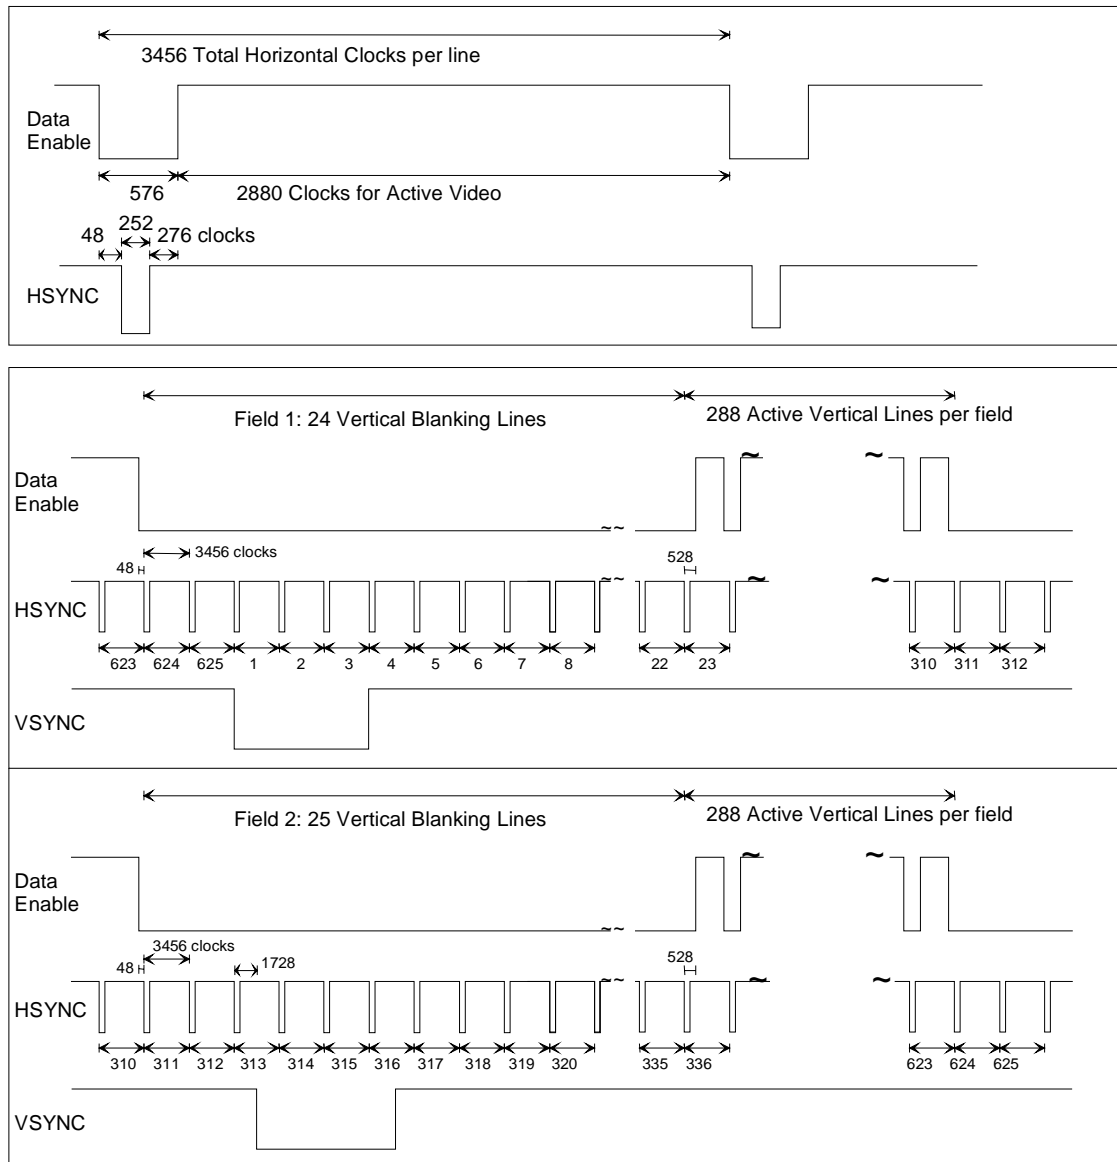 3456 Total Horizontal Clocks per line
Data
Enable
576
2880 Clocks for Active Video
252
48
276 clocks
HSYNC
Field 1: 24 Vertical Blanking Lines
288 Active Vertical Lines per field
~ ~
Data
Enable
~~
3456 clocks
48
528
~~ ~ ~
HSYNC
623 624 625 1 2 3 4 5 6 7 8 22 23 310 311 312
VSYNC
Field 2: 25 Vertical Blanking Lines
288 Active Vertical Lines per field
~ ~
Data
Enable
~~
3456 clocks
48
1728
528
~~ ~ ~
HSYNC
310 311 312 313 314 315 316 317 318 319 320 335 336 623 624 625
VSYNC